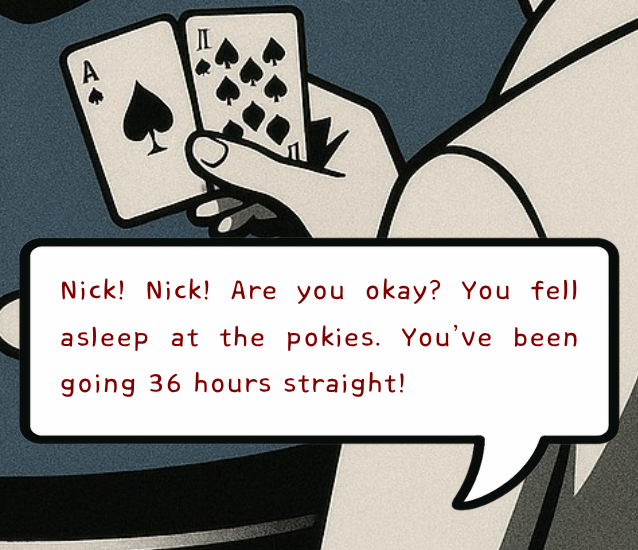 A
Nick! Nick! Are you okay? You fell
asleep at the pokies. You've been
going 36 hours straight!